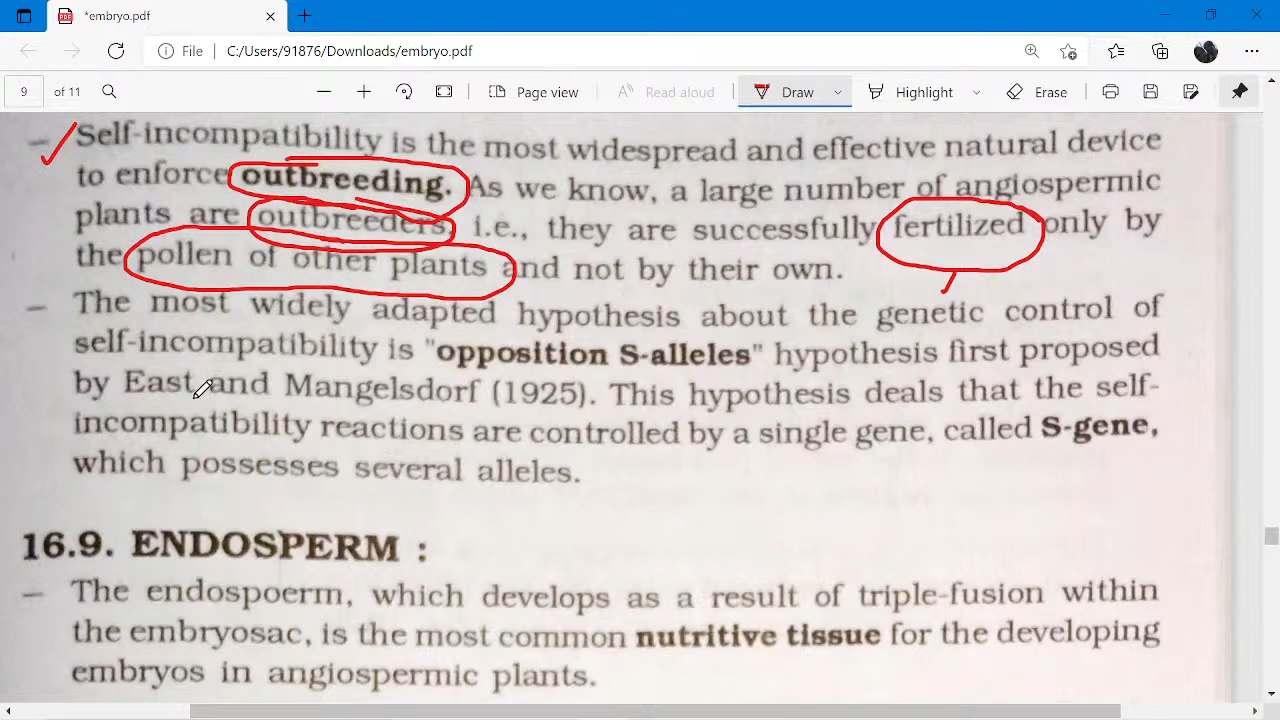 *embryo.pdf
File C:/Users/91876/Downloads/embryo.pdf
9 of 11 Page view Read aloud Draw Highlight Erase
– Self-incompatibility is the most widespread and effective natural device
to enforce outbreeding. As we know, a large number of angiospermic
plants are outbreeders, i.e., they are successfully fertilized only by
the pollen of other plants and not by their own.
– The most widely adapted hypothesis about the genetic control of
self-incompatibility is "opposition S-alleles" hypothesis first proposed
by East and Mangelsdorf (1925). This hypothesis deals that the self-
incompatibility reactions are controlled by a single gene, called S-gene,
which possesses several alleles.
16.9. ENDOSPERM :
– The endospoerm, which develops as a result of triple-fusion within
the embryosac, is the most common nutritive tissue for the developing
embryos in angiospermic plants.